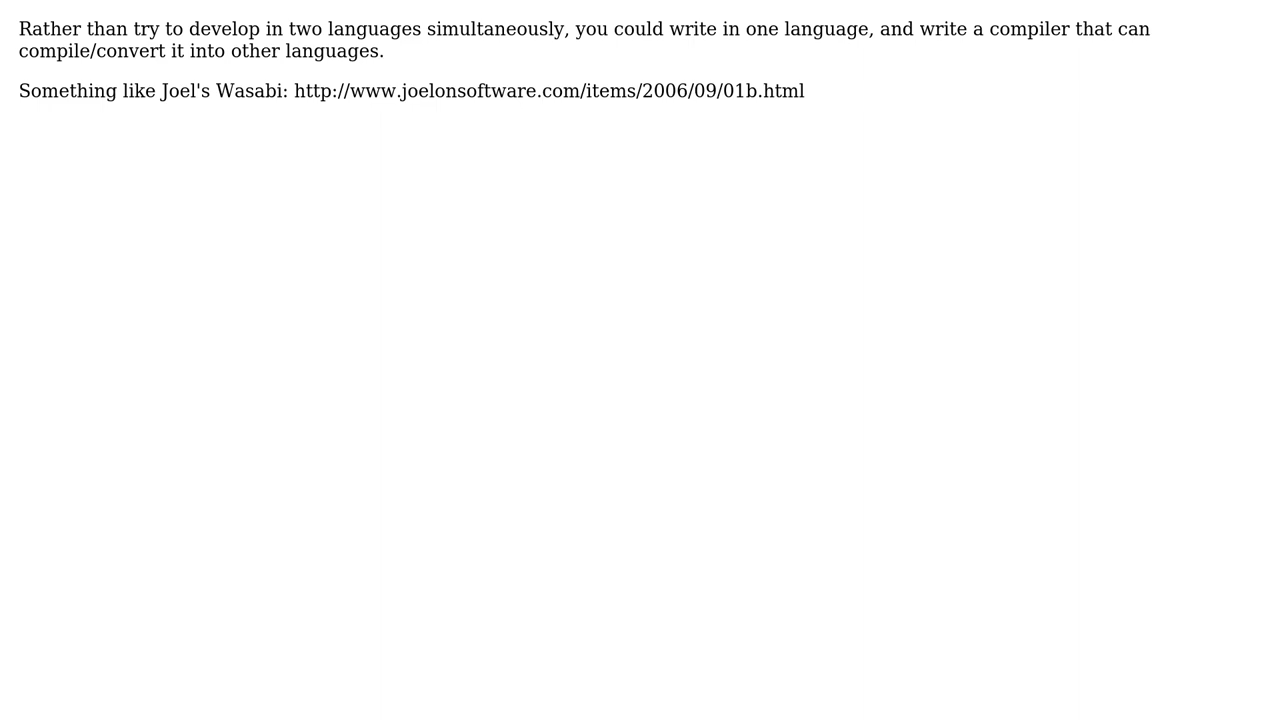 Rather than try to develop in two languages simultaneously, you could write in one language, and write a compiler that can
compile/convert it into other languages.
Something like Joel's Wasabi: http://www.joelonsoftware.com/items/2006/09/01b.html